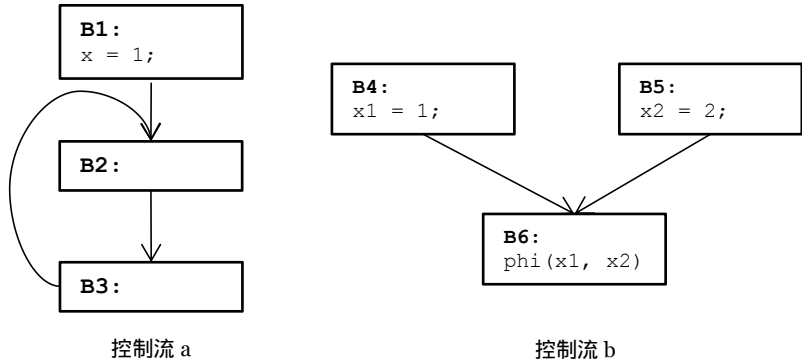 B1:
x = 1;
B2:
B3:
控制流 a
B4:
x1 = 1;
B5:
x2 = 2;
B6:
phi(x1, x2)
控制流 b